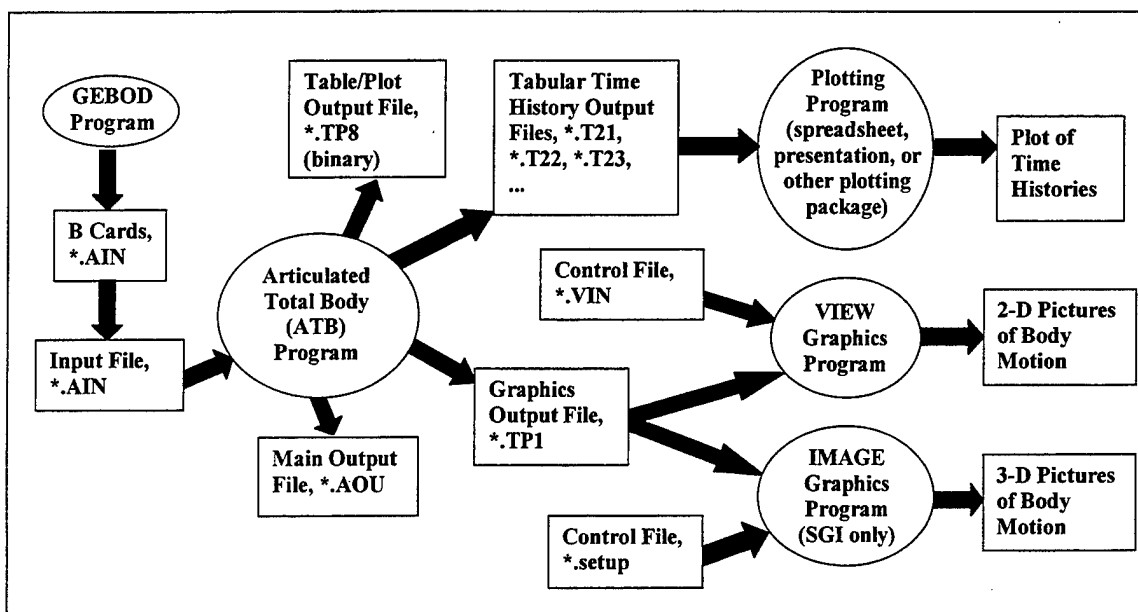 GEBOD
Program
B Cards,
*.AIN
Input File,
*.AIN
Table/Plot
Output File,
*.TP8
(binary)
Articulated
Total Body
(ATB)
Program
Main Output
File, *.AOU
Tabular Time
History Output
Files, *.T21,
*.T22, *.T23,
...
Plotting
Program
(spreadsheet,
presentation, or
other plotting
package)
Plot of
Time
Histories
Control File,
*.VIN
VIEW
Graphics
Program
2-D Pictures
of Body
Motion
Graphics
Output File,
*.TP1
IMAGE
Graphics
Program
(SGI only)
3-D Pictures
of Body
Motion
Control File,
*.setup